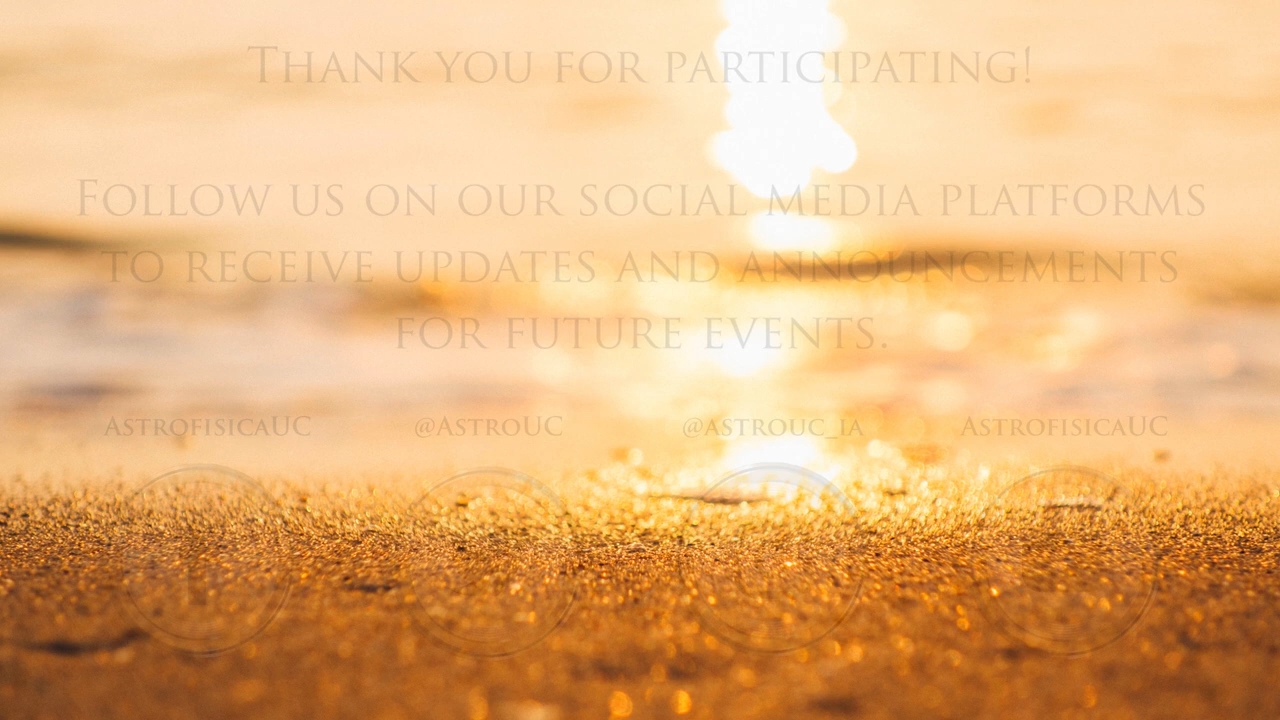 Thank you for participating!
Follow us on our social media platforms
to receive updates and announcements
for future events.
AstrofisicaUC @AstroUC @astrouc_ia AstrofisicaUC